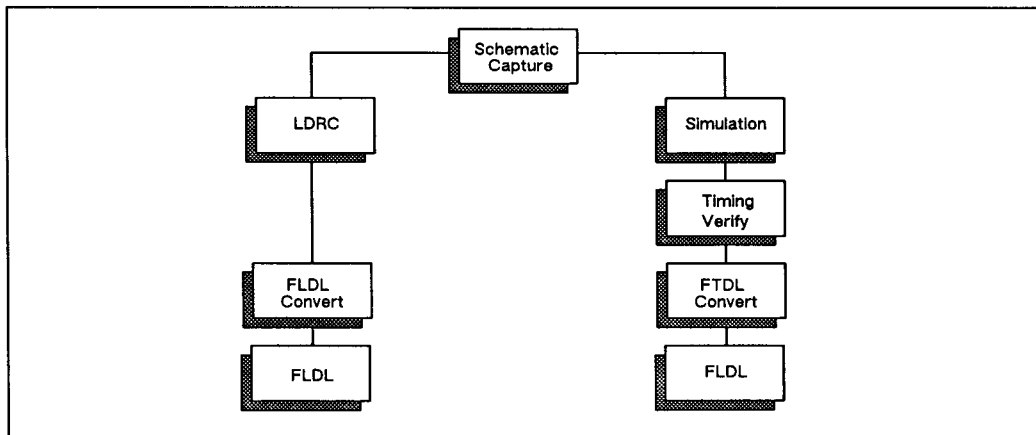 Schematic
Capture
LDRC
Simulation
Timing
Verify
FLDL
Convert
FTDL
Convert
FLDL
FLDL